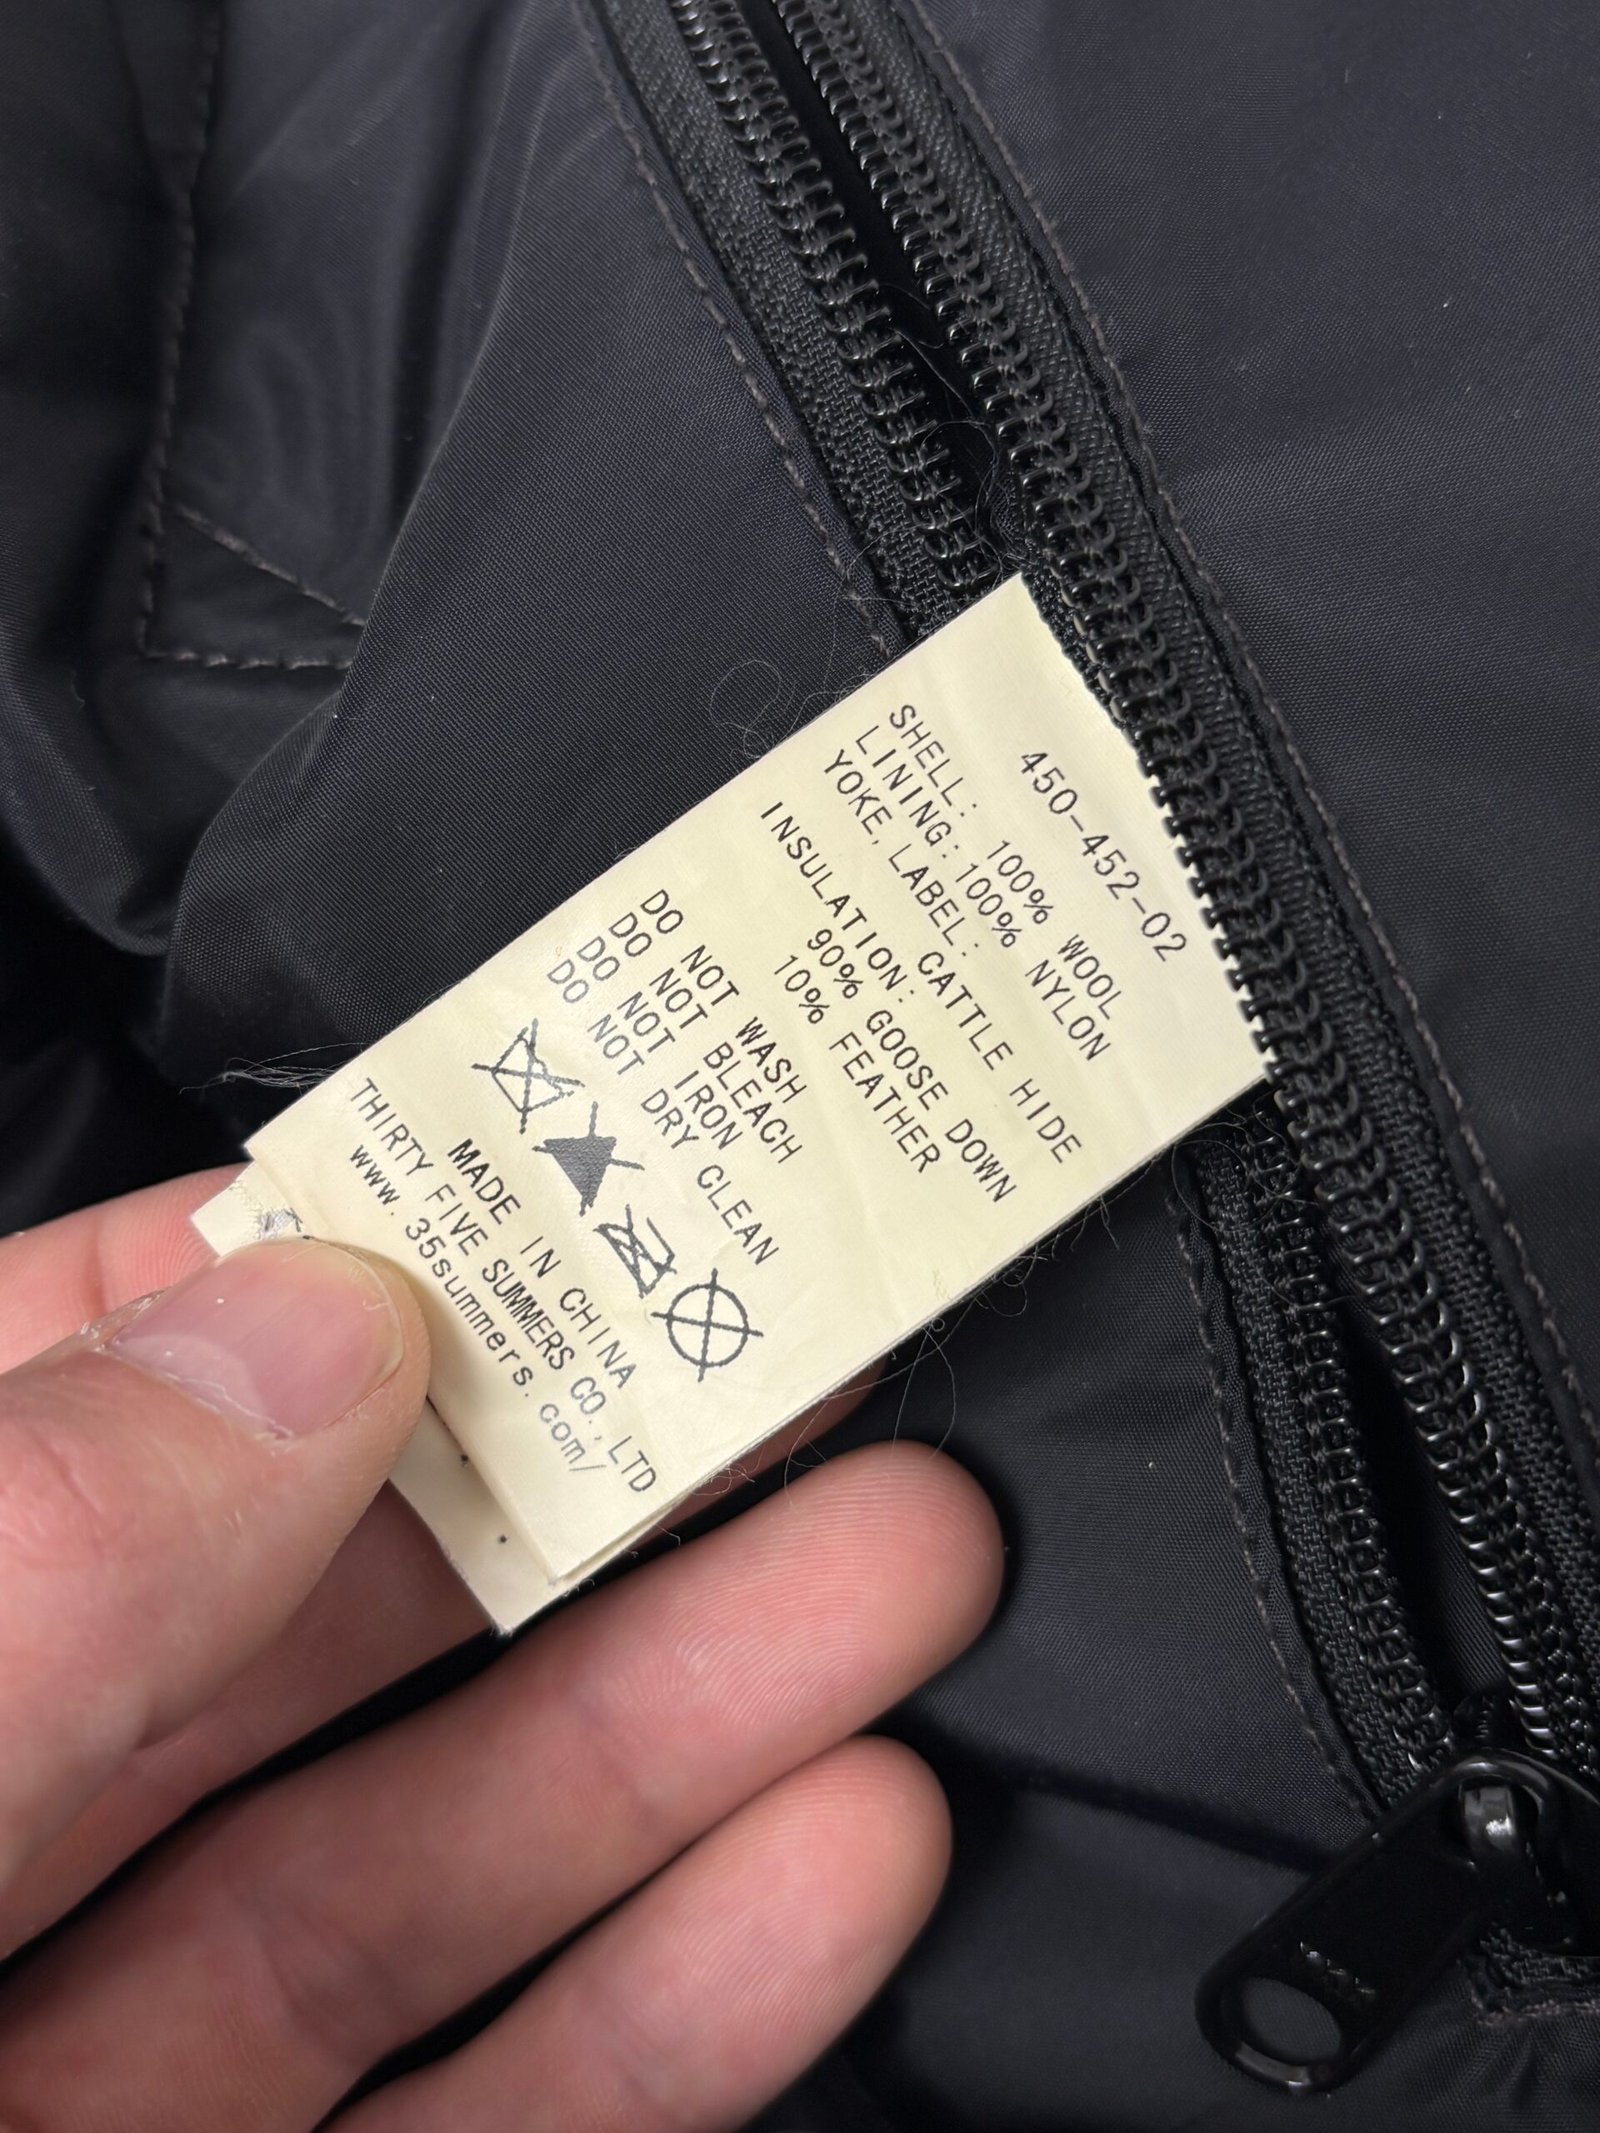 450-452-02
SHELL: 100% WOOL
LINING: 100% NYLON
YOKE, LABEL: CATTLE HIDE
INSULATION:
90% GOOSE DOWN
10% FEATHER
DO NOT WASH
DO NOT BLEACH
DO NOT IRON
DO NOT DRY CLEAN
MADE IN CHINA
THIRTY FIVE SUMMERS CO., LTD
www.35summers.com/